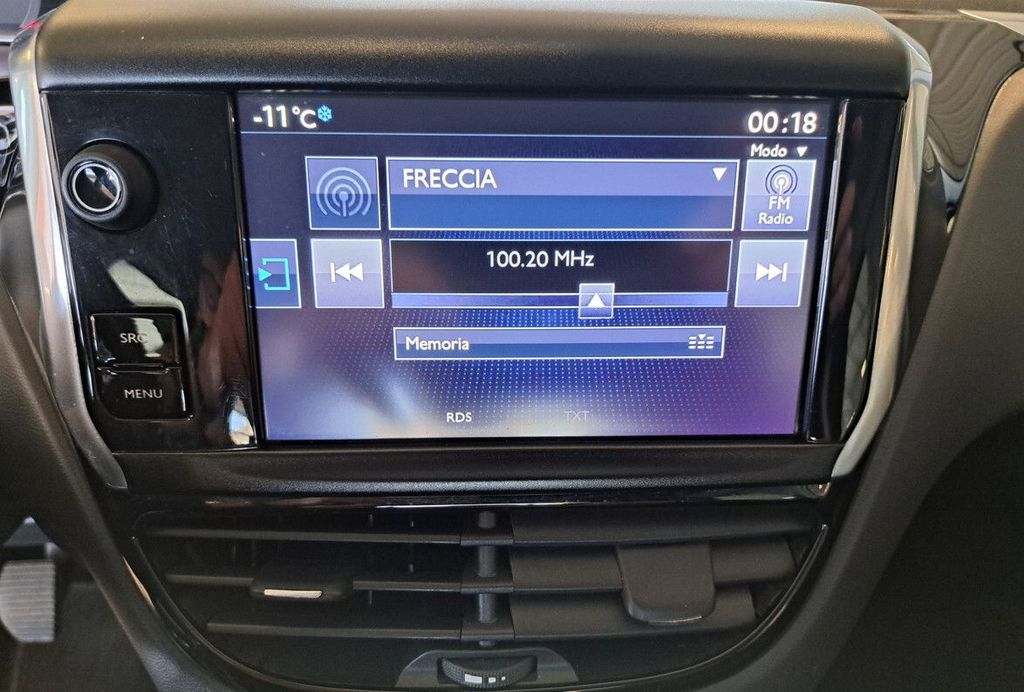 -11°C
00:18
Modo
FRECCIA
FM
Radio
100.20 MHz
SRC
Memoria
MENU
RDS
TXT